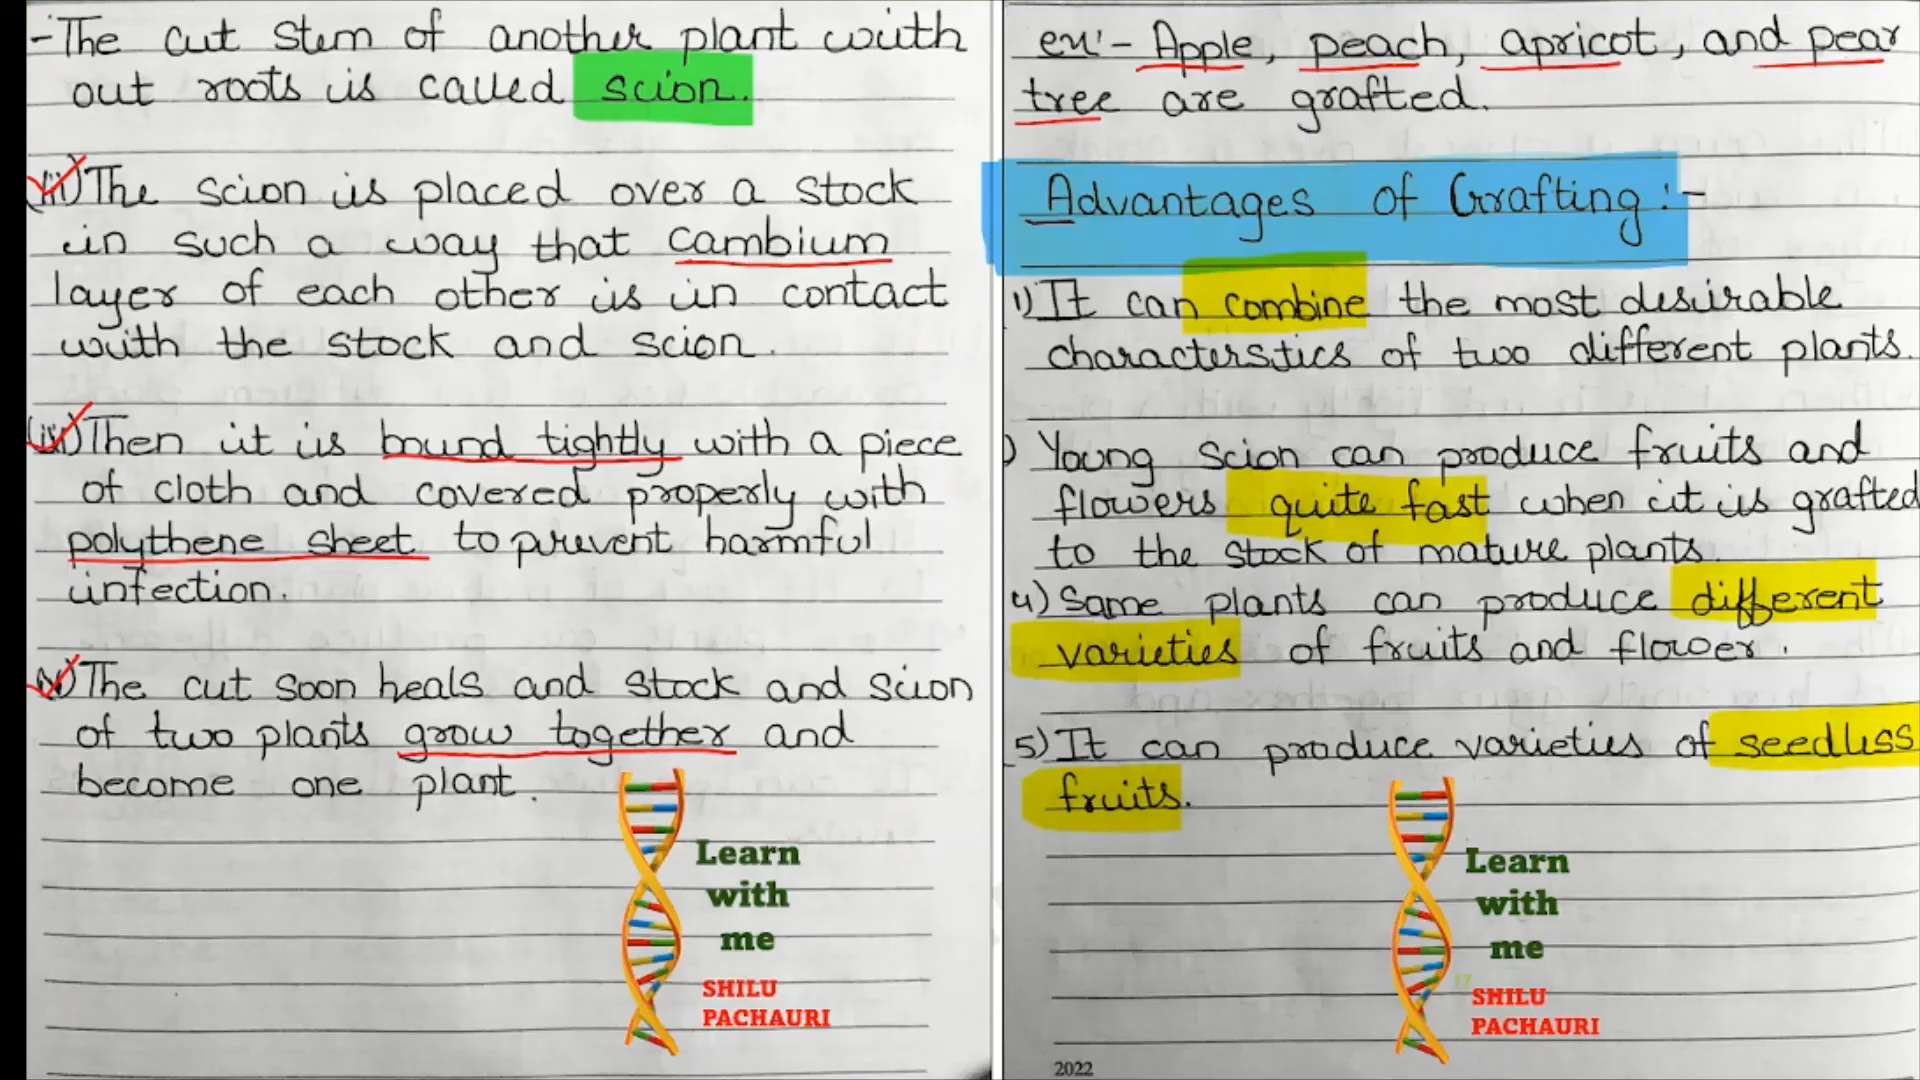 -The cut stem of another plant with
out roots is called scion.
(iii) The scion is placed over a stock
in such a way that cambium
layer of each other is in contact
with the stock and scion.
(iv) Then it is bound tightly with a piece
of cloth and covered properly with
polythene sheet to prevent harmful
infection.
(v) The cut soon heals and stock and scion
of two plants grow together and
become one plant.
Learn
with
me
SHILU
PACHAURI
ex:- Apple, peach, apricot, and pear
tree are grafted.
Advantages of Grafting:-
1) It can combine the most desirable
characterstics of two different plants.
) Young scion can produce fruits and
flowers quite fast when it is grafted
to the stock of mature plants.
4) Same plants can produce different
varieties of fruits and flower.
5) It can produce varieties of seedless
fruits.
Learn
with
me
SHILU
PACHAURI
2022